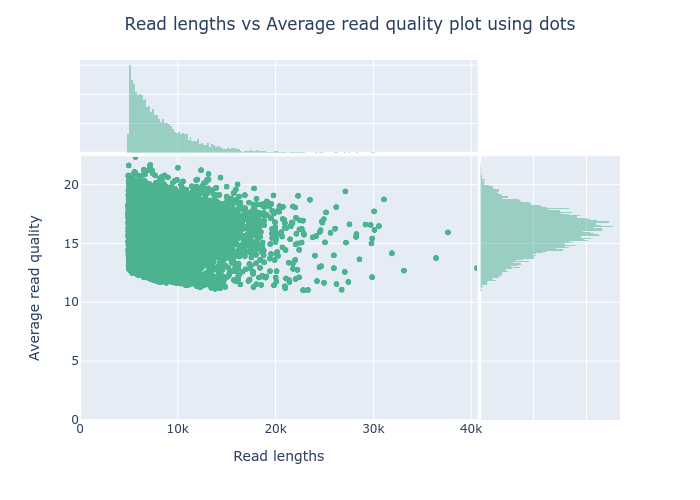 Read lengths vs Average read quality plot using dots
20
15
10
5
0
Average read quality
0
10k
20k
30k
40k
Read lengths